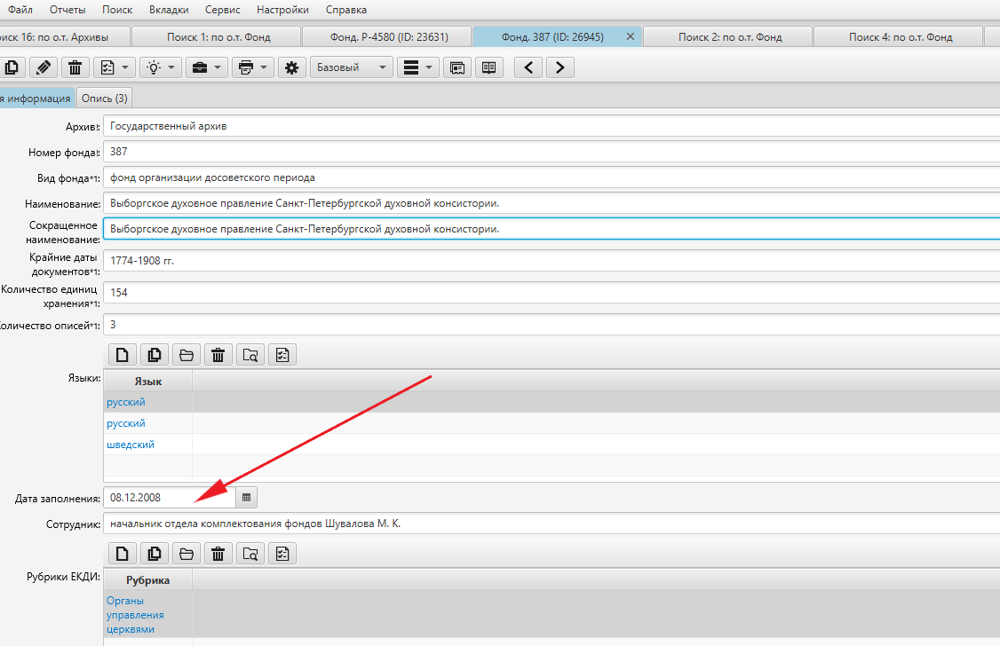 Файл Отчеты Поиск Вкладки Сервис Настройки Справка
иск 16: по о.т. Архивы Поиск 1: по о.т. Фонд Фонд. Р-4580 (ID: 23631) Фонд. 387 (ID: 26945) Поиск 2: по о.т. Фонд Поиск 4: по о.т. Фонд
Базовый
я информация Опись (3)
Архив: Государственный архив
Номер фонда: 387
Вид фонда*1: фонд организации досоветского периода
Наименование: Выборгское духовное правление Санкт-Петербургской духовной консистории.
Сокращенное
наименование: Выборгское духовное правление Санкт-Петербургской духовной консистории.
Крайние даты
документов*1: 1774-1908 гг.
Количество единиц
хранения*1: 154
Количество описей*1: 3
Языки: Язык
русский
русский
шведский
Дата заполнения: 08.12.2008
Сотрудник: начальник отдела комплектования фондов Шувалова М. К.
Рубрики ЕКДИ: Рубрика
Органы
управления
церквями